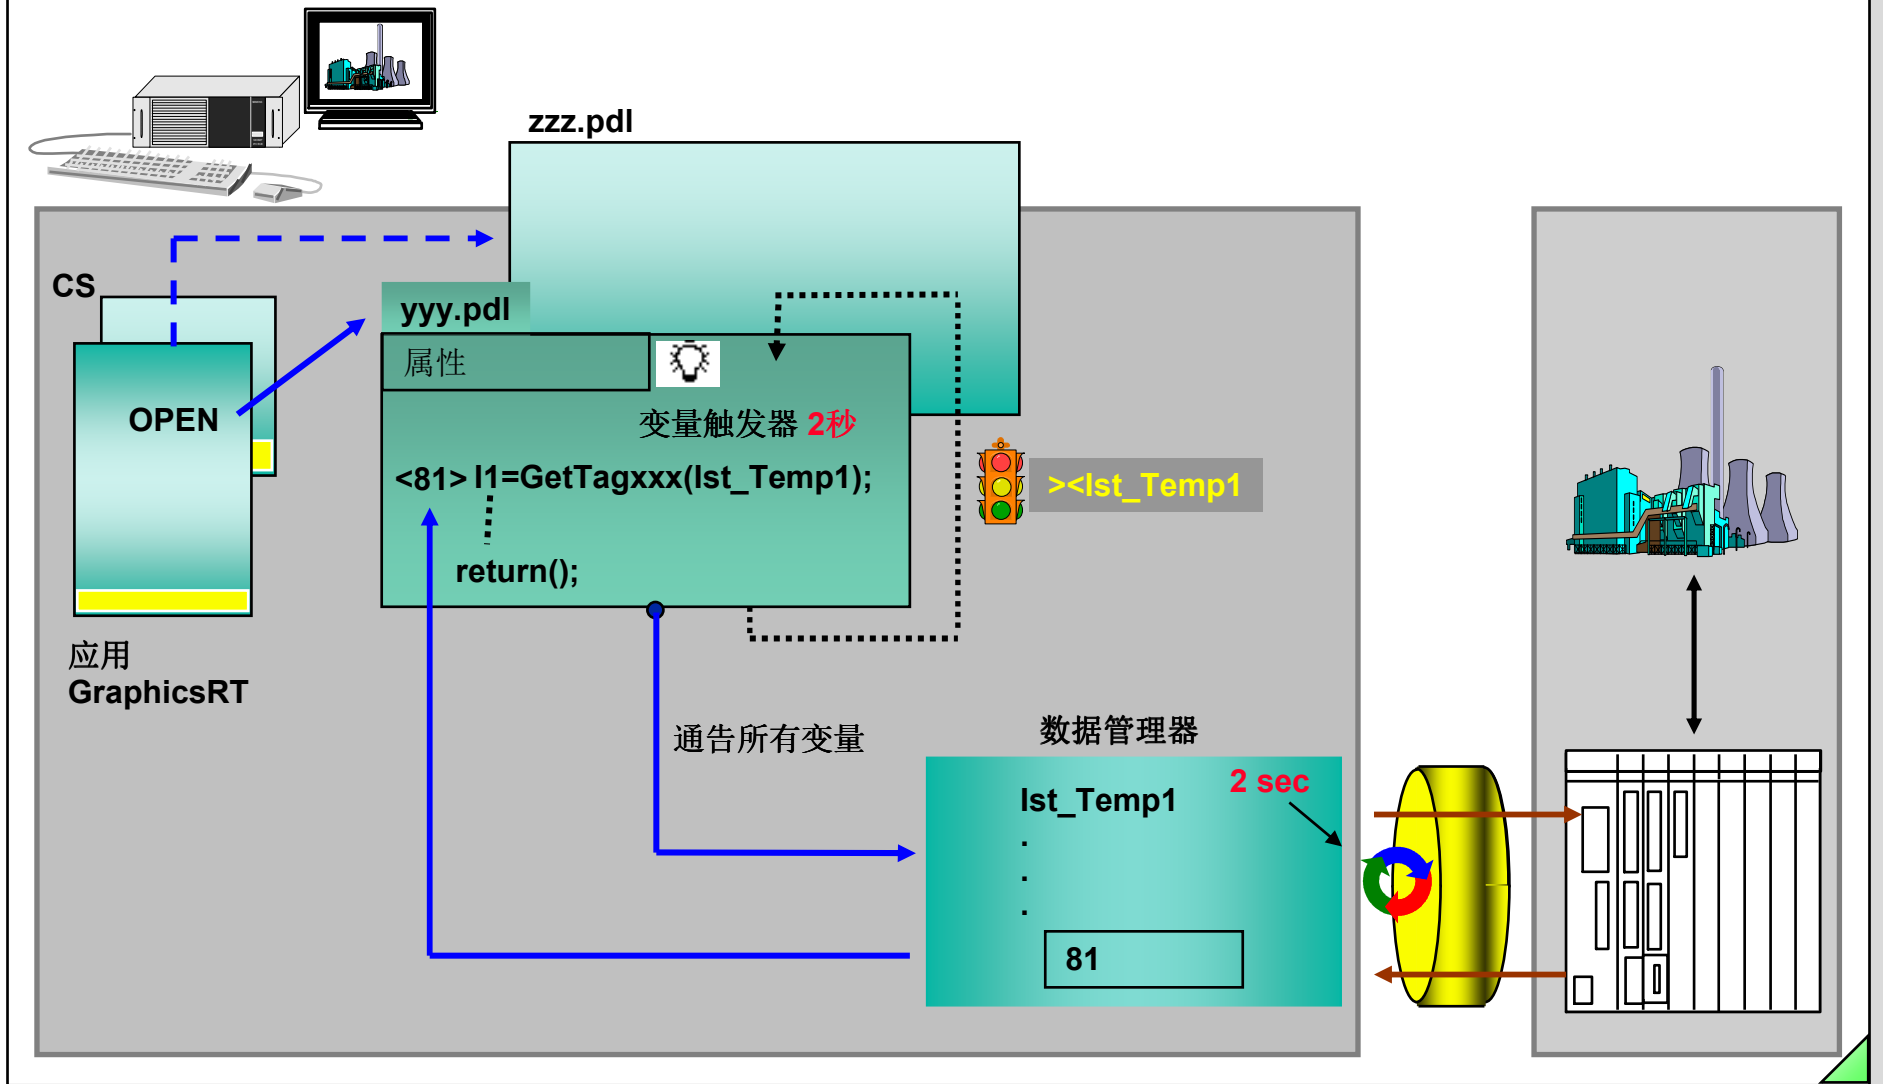 zzz.pdl
CS
yyy.pdl
属性
OPEN
变量触发器 2秒
<81> I1=GetTagxxx(Ist_Temp1);
><Ist_Temp1
return();
应用
GraphicsRT
通告所有变量
数据管理器
2 sec
Ist_Temp1
.
.
.
81